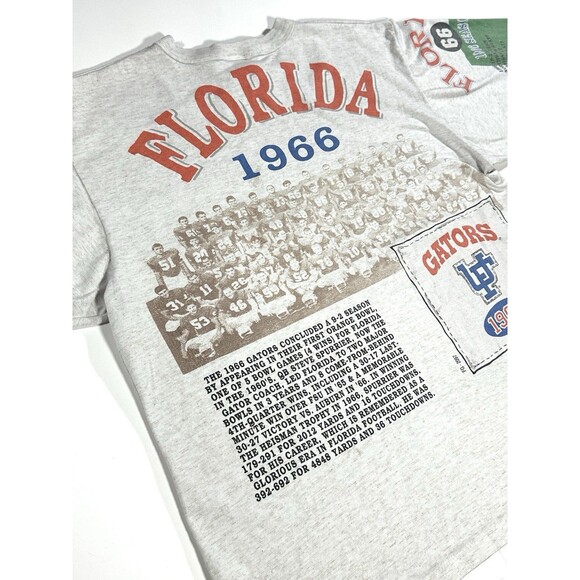 FLORIDA
1966
FLORIDA
66
GATORS
UF
THE 1966 GATORS CONCLUDED A 9-2 SEASON
BY APPEARING IN THEIR FIRST ORANGE BOWL,
ONE OF 5 BOWL GAMES (4 WINS) FOR FLORIDA
IN THE 1960'S. QB STEVE SPURRIER, NOW THE
GATOR COACH, LED FLORIDA TO TWO MAJOR
BOWLS IN 3 YEARS AND 8 COME-FROM-BEHIND
4TH-QUARTER WINS, INCLUDING A 30-17 LAST-
MINUTE WIN OVER FSU IN '65 & A MEMORABLE
30-27 VICTORY VS. AUBURN IN '66. IN WINNING
THE HEISMAN TROPHY IN 1966, SPURRIER WAS
179-291 FOR 2012 YARDS AND 16 TOUCHDOWNS.
FOR HIS CAREER, WHICH IS REMEMBERED AS A
GLORIOUS ERA IN FLORIDA FOOTBALL, HE WAS
392-692 FOR 4848 YARDS AND 36 TOUCHDOWNS.